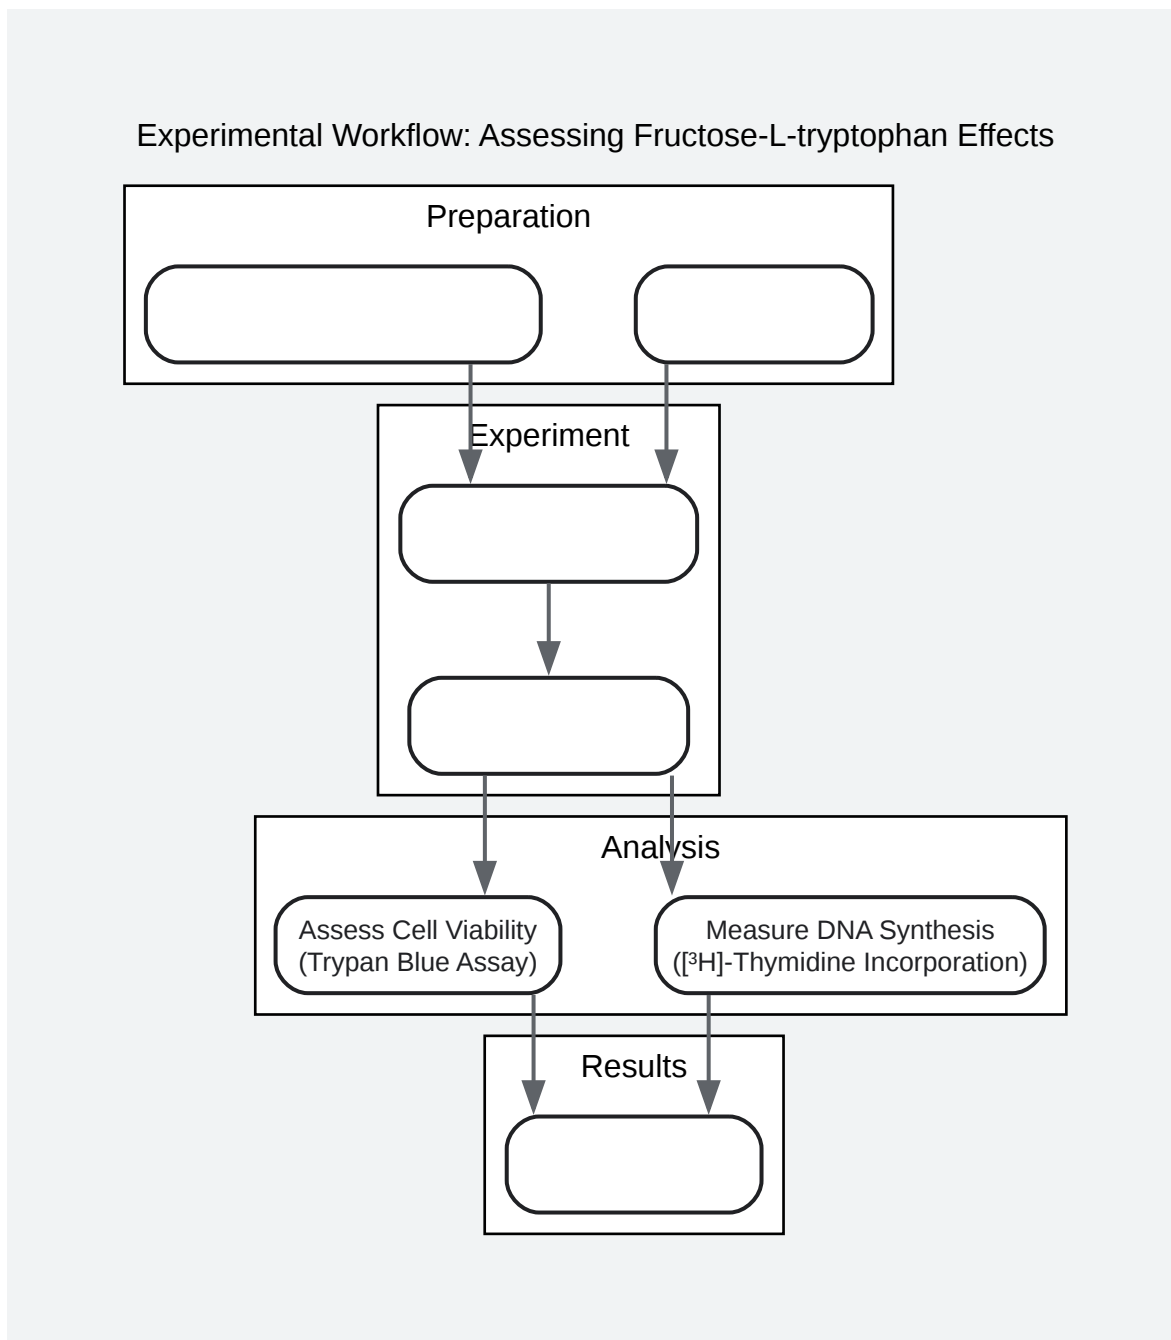 Experimental Workflow: Assessing Fructose-L-tryptophan Effects
Preparation
Experiment
Analysis
Assess Cell Viability
(Trypan Blue Assay)
Measure DNA Synthesis
([³H]-Thymidine Incorporation)
Results